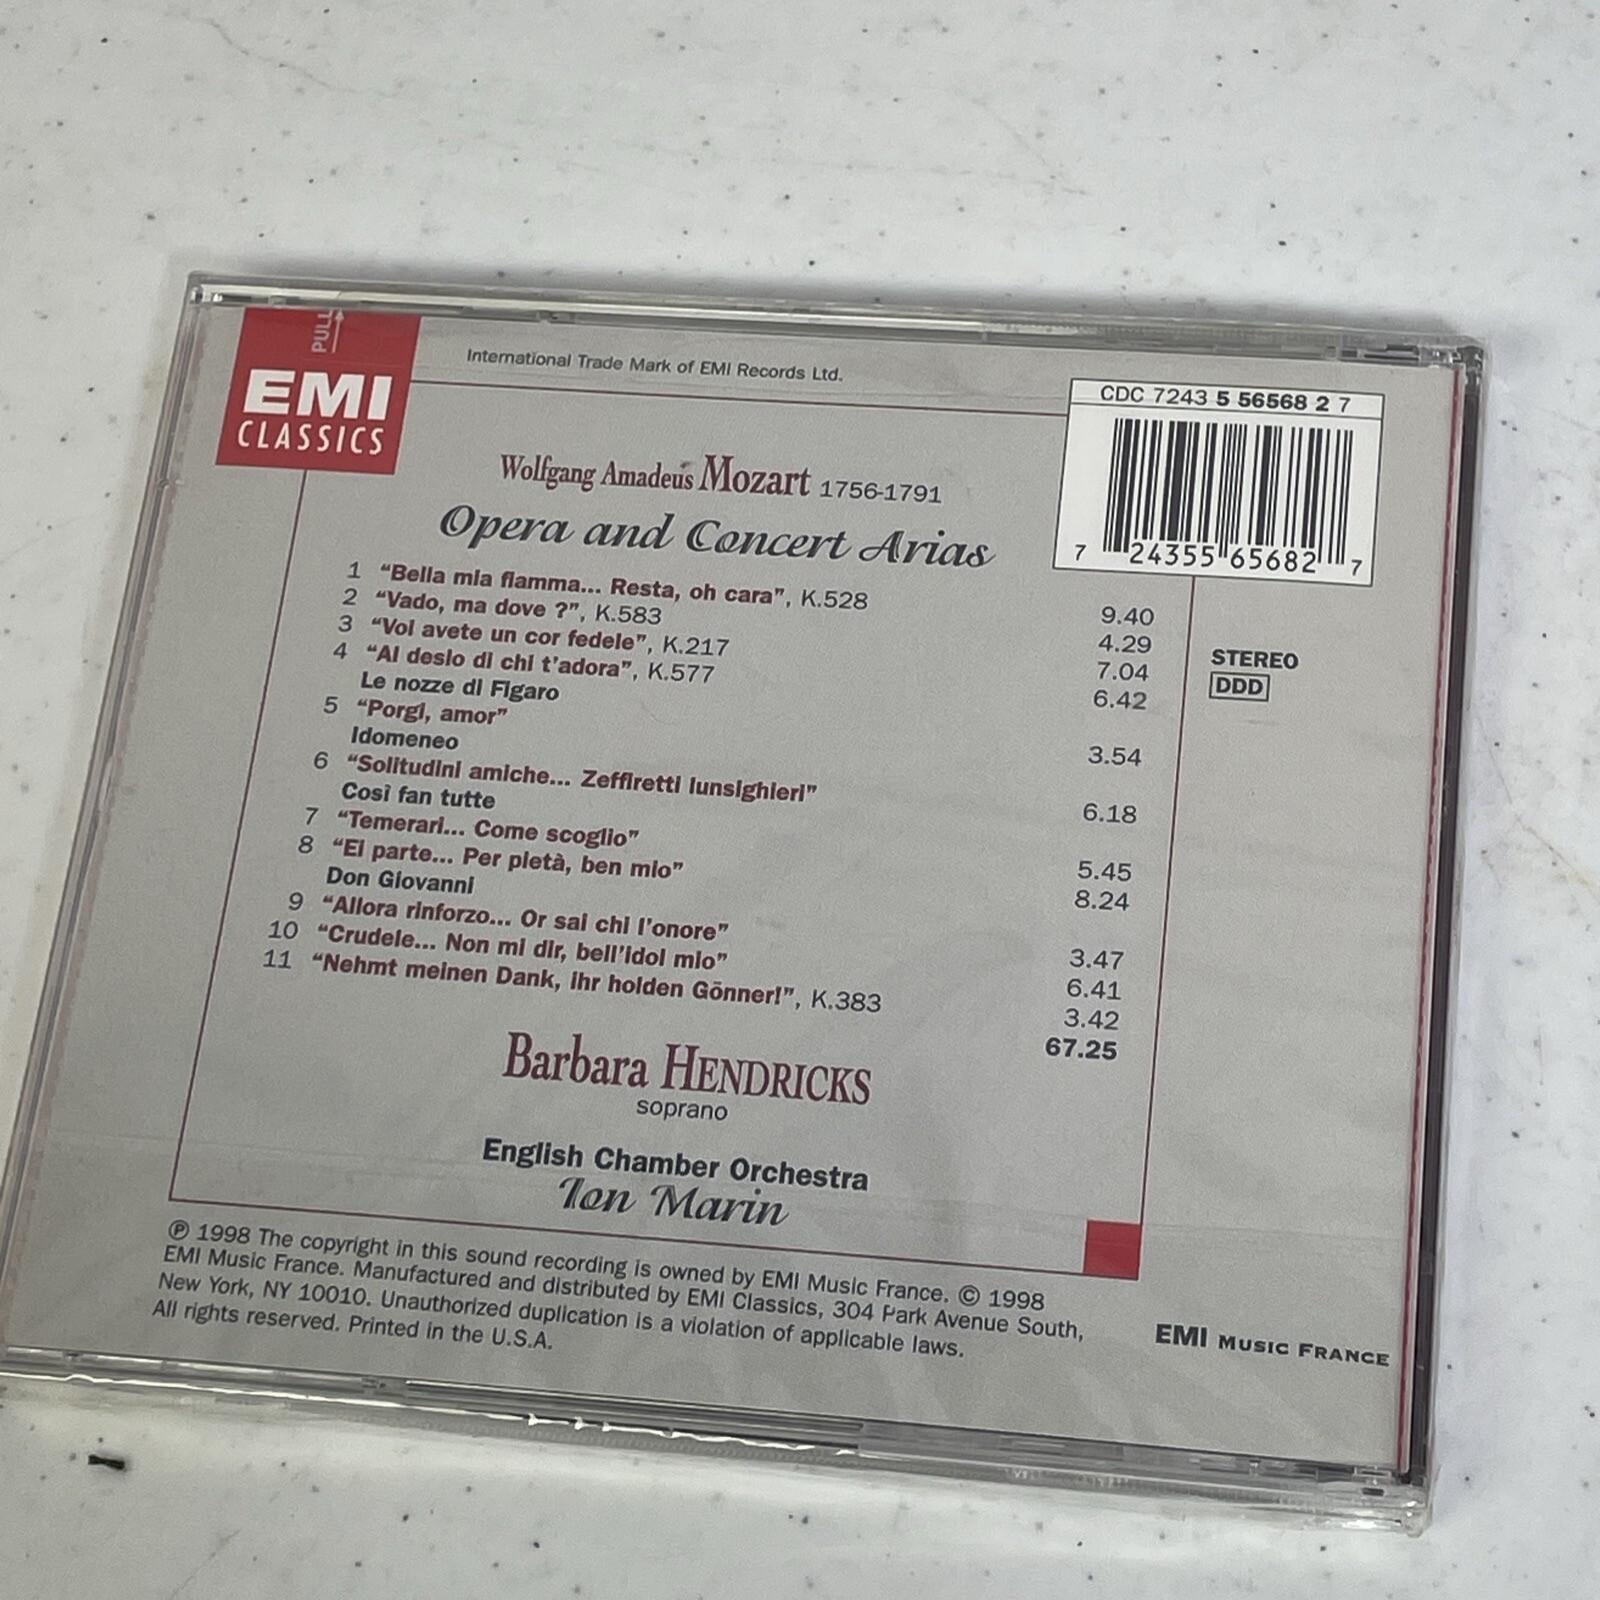 PULL
EMI
CLASSICS
International Trade Mark of EMI Records Ltd.
CDC 7243 5 56568 2 7
7 24355 65682 7
Wolfgang Amadeus Mozart 1756-1791
Opera and Concert Arias
1 “Bella mia fiamma... Resta, oh cara”, K.528 9.40
2 “Vado, ma dove ?”, K.583 4.29
3 “Voi avete un cor fedele”, K.217 7.04
4 “Al desio di chi t’adora”, K.577 6.42
Le nozze di Figaro
5 “Porgi, amor” 3.54
Idomeneo
6 “Solitudini amiche... Zeffiretti lunsighieri” 6.18
Così fan tutte
7 “Temerari... Come scoglio” 5.45
8 “Ei parte... Per pietà, ben mio” 8.24
Don Giovanni
9 “Allora rinforzo... Or sai chi l’onore” 3.47
10 “Crudele... Non mi dir, bell’idol mio” 6.41
11 “Nehmt meinen Dank, ihr holden Gönner!”, K.383 3.42
67.25
STEREO
DDD
Barbara HENDRICKS
soprano
English Chamber Orchestra
Ion Marin
℗ 1998 The copyright in this sound recording is owned by EMI Music France. © 1998
EMI Music France. Manufactured and distributed by EMI Classics, 304 Park Avenue South,
New York, NY 10010. Unauthorized duplication is a violation of applicable laws.
All rights reserved. Printed in the U.S.A.
EMI MUSIC FRANCE